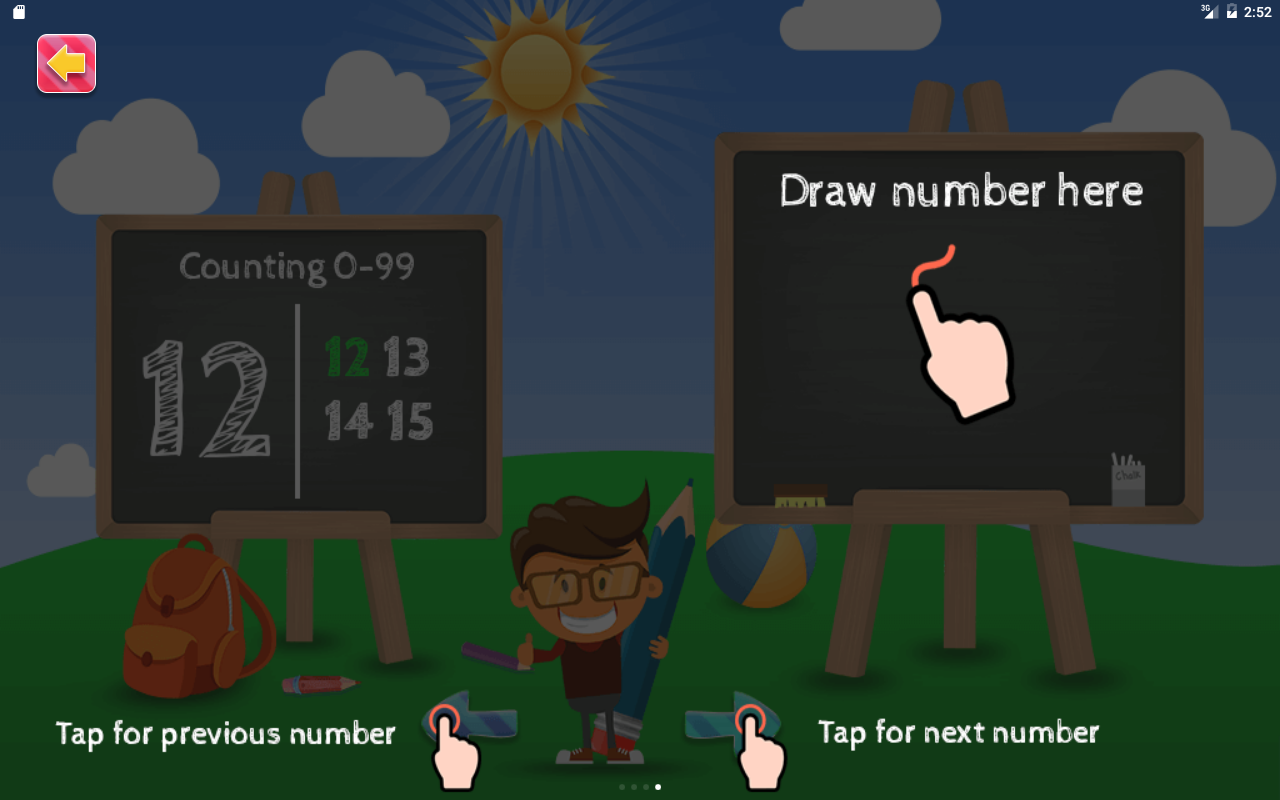 3G 2:52
Draw number here
Counting 0-99
12
12 13
14 15
Chalk
Tap for previous number
Tap for next number